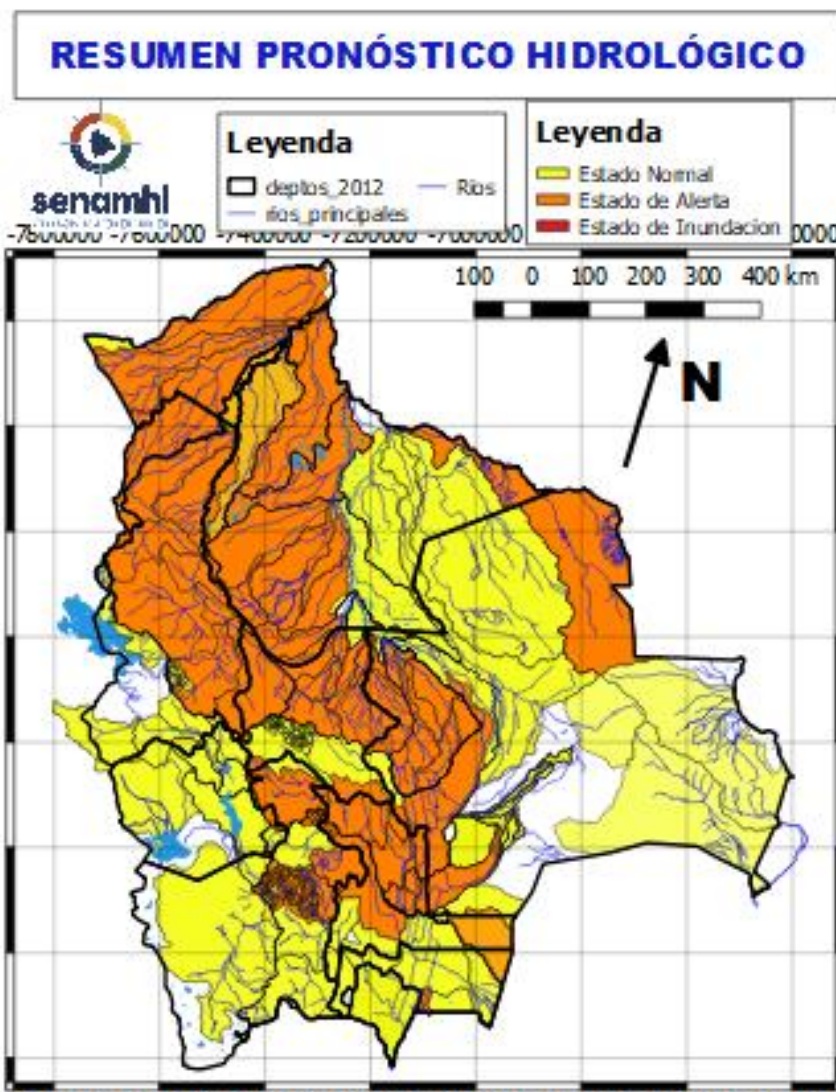 RESUMEN PRONÓSTICO HIDROLÓGICO
senamhi
Leyenda
deptos_2012
Rios
rios_principales
Leyenda
Estado Normal
Estado de Alerta
Estado de Inundacion
-7800000 -7600000 -7400000 -7200000 -7000000
100 0 100 200 300 400 km
N